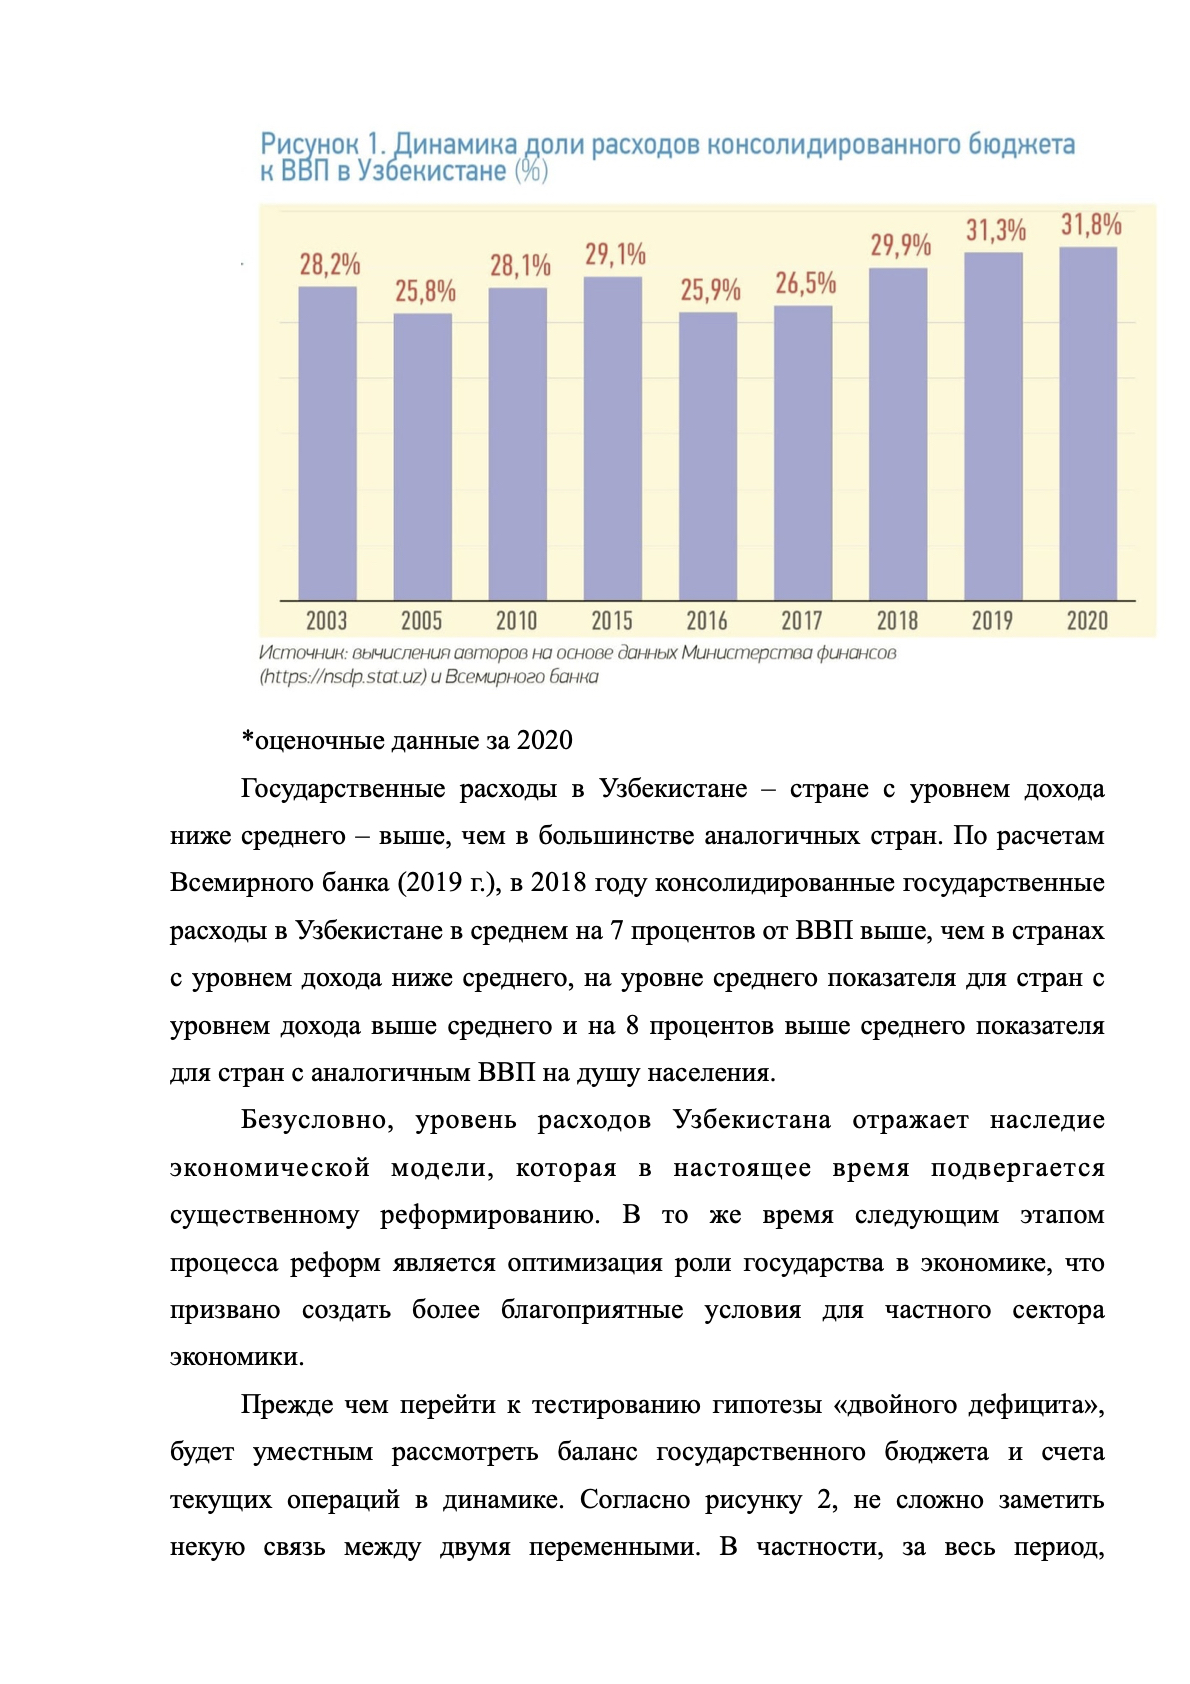 Рисунок 1. Динамика доли расходов консолидированного бюджета
к ВВП в Узбекистане (%)
28,2%
25,8%
28,1%
29,1%
25,9%
26,5%
29,9%
31,3%
31,8%
2003 2005 2010 2015 2016 2017 2018 2019 2020
Источник: вычисления авторов на основе данных Министерства финансов
(https://nsdp.stat.uz) и Всемирного банка
*оценочные данные за 2020
Государственные расходы в Узбекистане – стране с уровнем дохода
ниже среднего – выше, чем в большинстве аналогичных стран. По расчетам
Всемирного банка (2019 г.), в 2018 году консолидированные государственные
расходы в Узбекистане в среднем на 7 процентов от ВВП выше, чем в странах
с уровнем дохода ниже среднего, на уровне среднего показателя для стран с
уровнем дохода выше среднего и на 8 процентов выше среднего показателя
для стран с аналогичным ВВП на душу населения.
Безусловно, уровень расходов Узбекистана отражает наследие
экономической модели, которая в настоящее время подвергается
существенному реформированию. В то же время следующим этапом
процесса реформ является оптимизация роли государства в экономике, что
призвано создать более благоприятные условия для частного сектора
экономики.
Прежде чем перейти к тестированию гипотезы «двойного дефицита»,
будет уместным рассмотреть баланс государственного бюджета и счета
текущих операций в динамике. Согласно рисунку 2, не сложно заметить
некую связь между двумя переменными. В частности, за весь период,